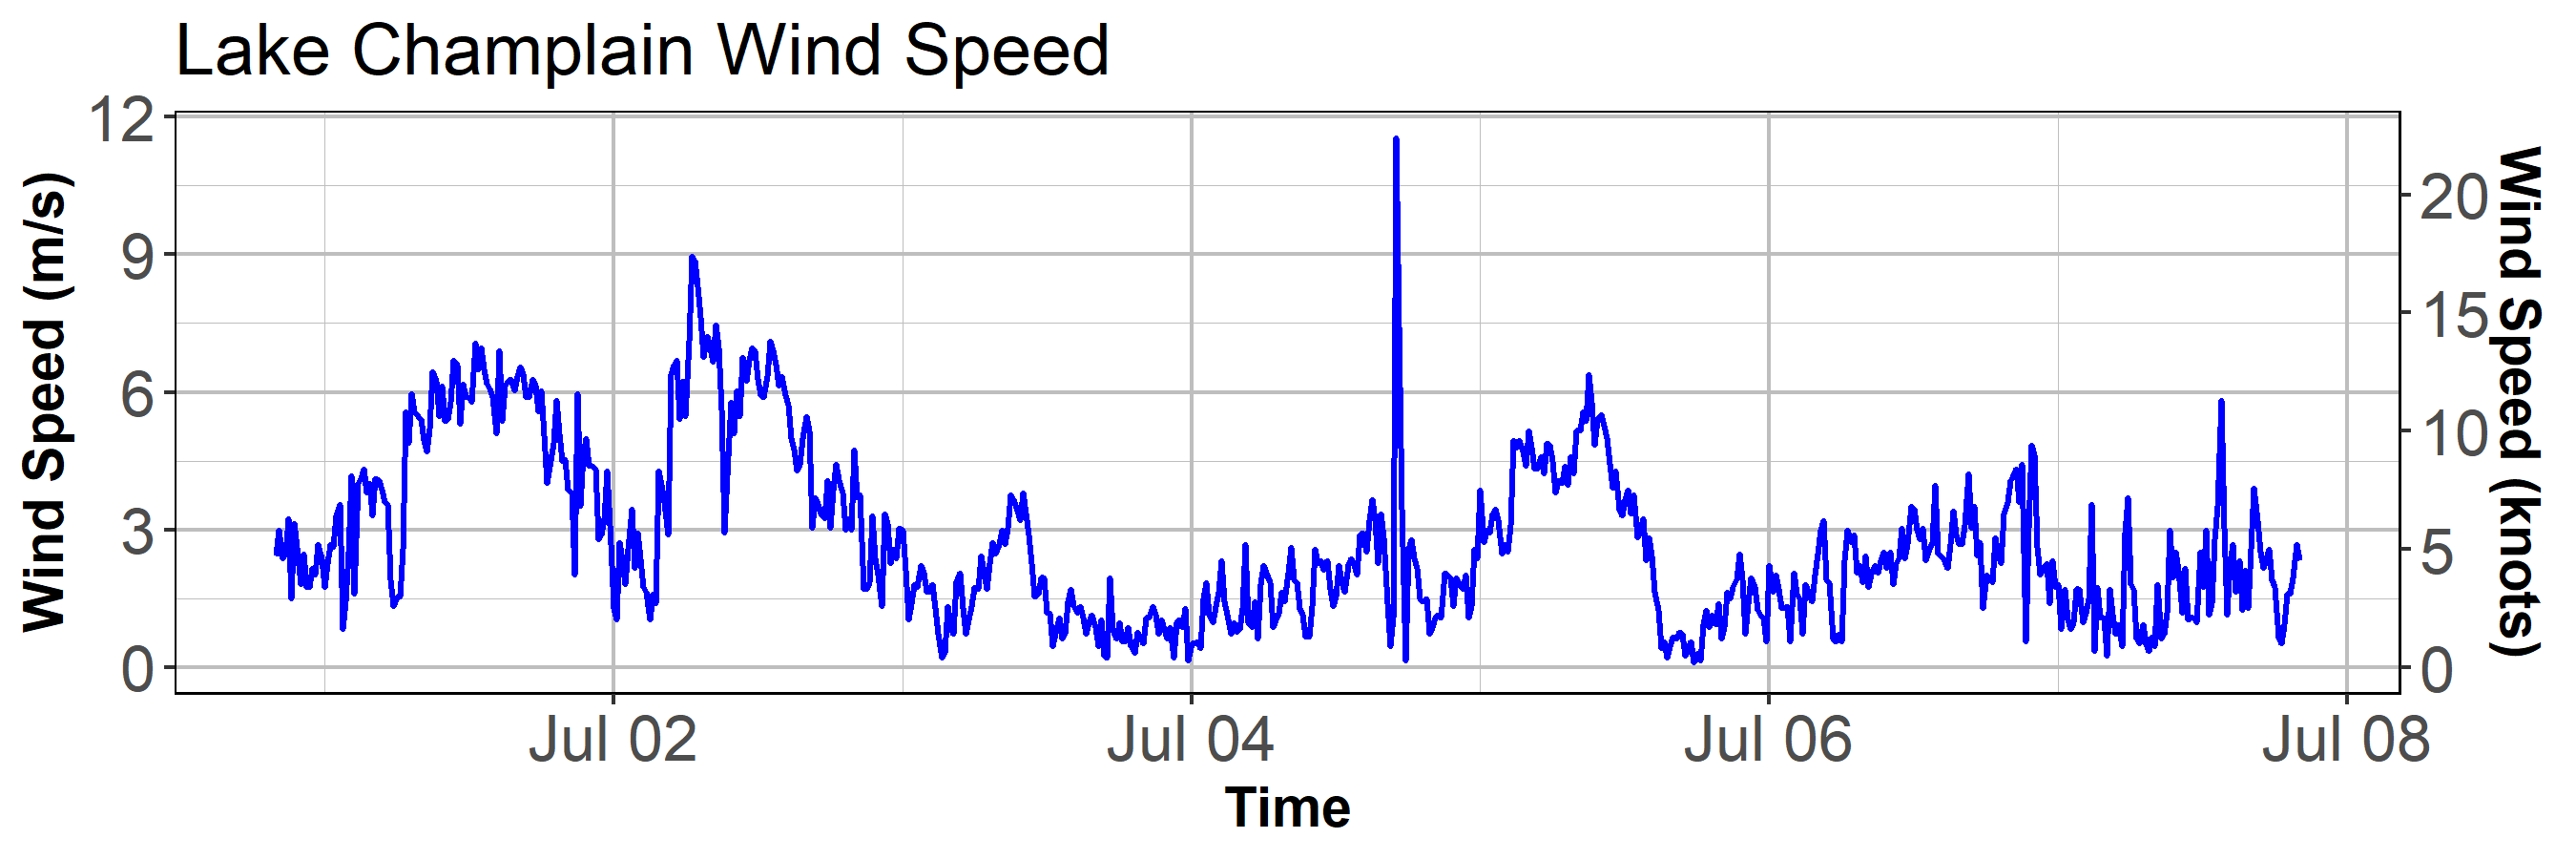 Lake Champlain Wind Speed
Wind Speed (m/s)
12
9
6
3
0
Wind Speed (knots)
20
15
10
5
0
Jul 02 Jul 04 Jul 06 Jul 08
Time